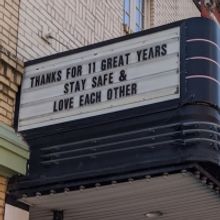 THANKS FOR 11 GREAT YEARS
STAY SAFE &
LOVE EACH OTHER